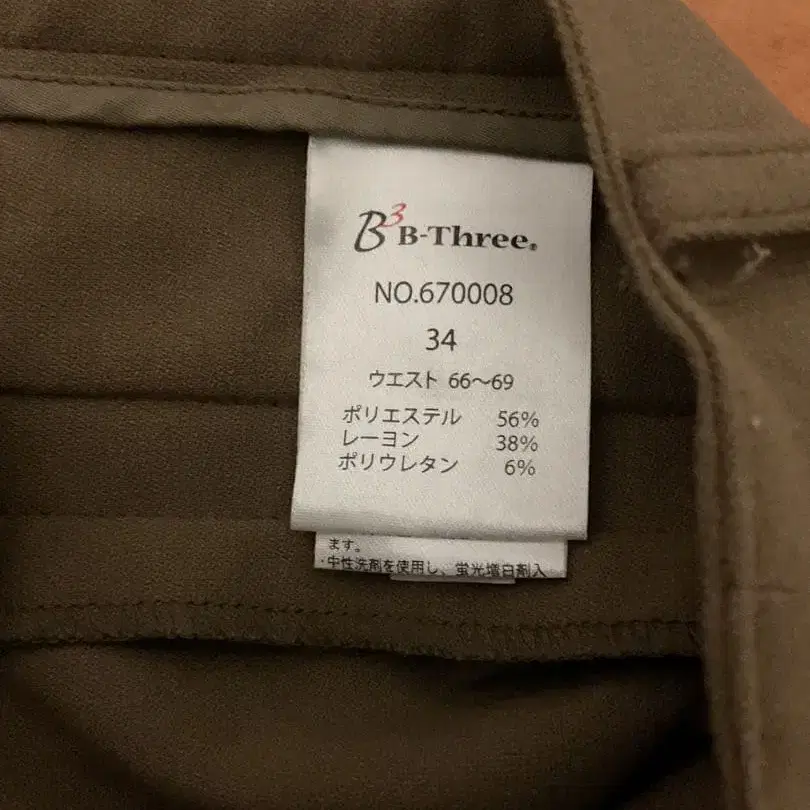 B3 B-Three.
NO.670008
34
ウエスト 66〜69
ポリエステル 56%
レーヨン 38%
ポリウレタン 6%
ます。
・中性洗剤を使用し、蛍光増白剤入